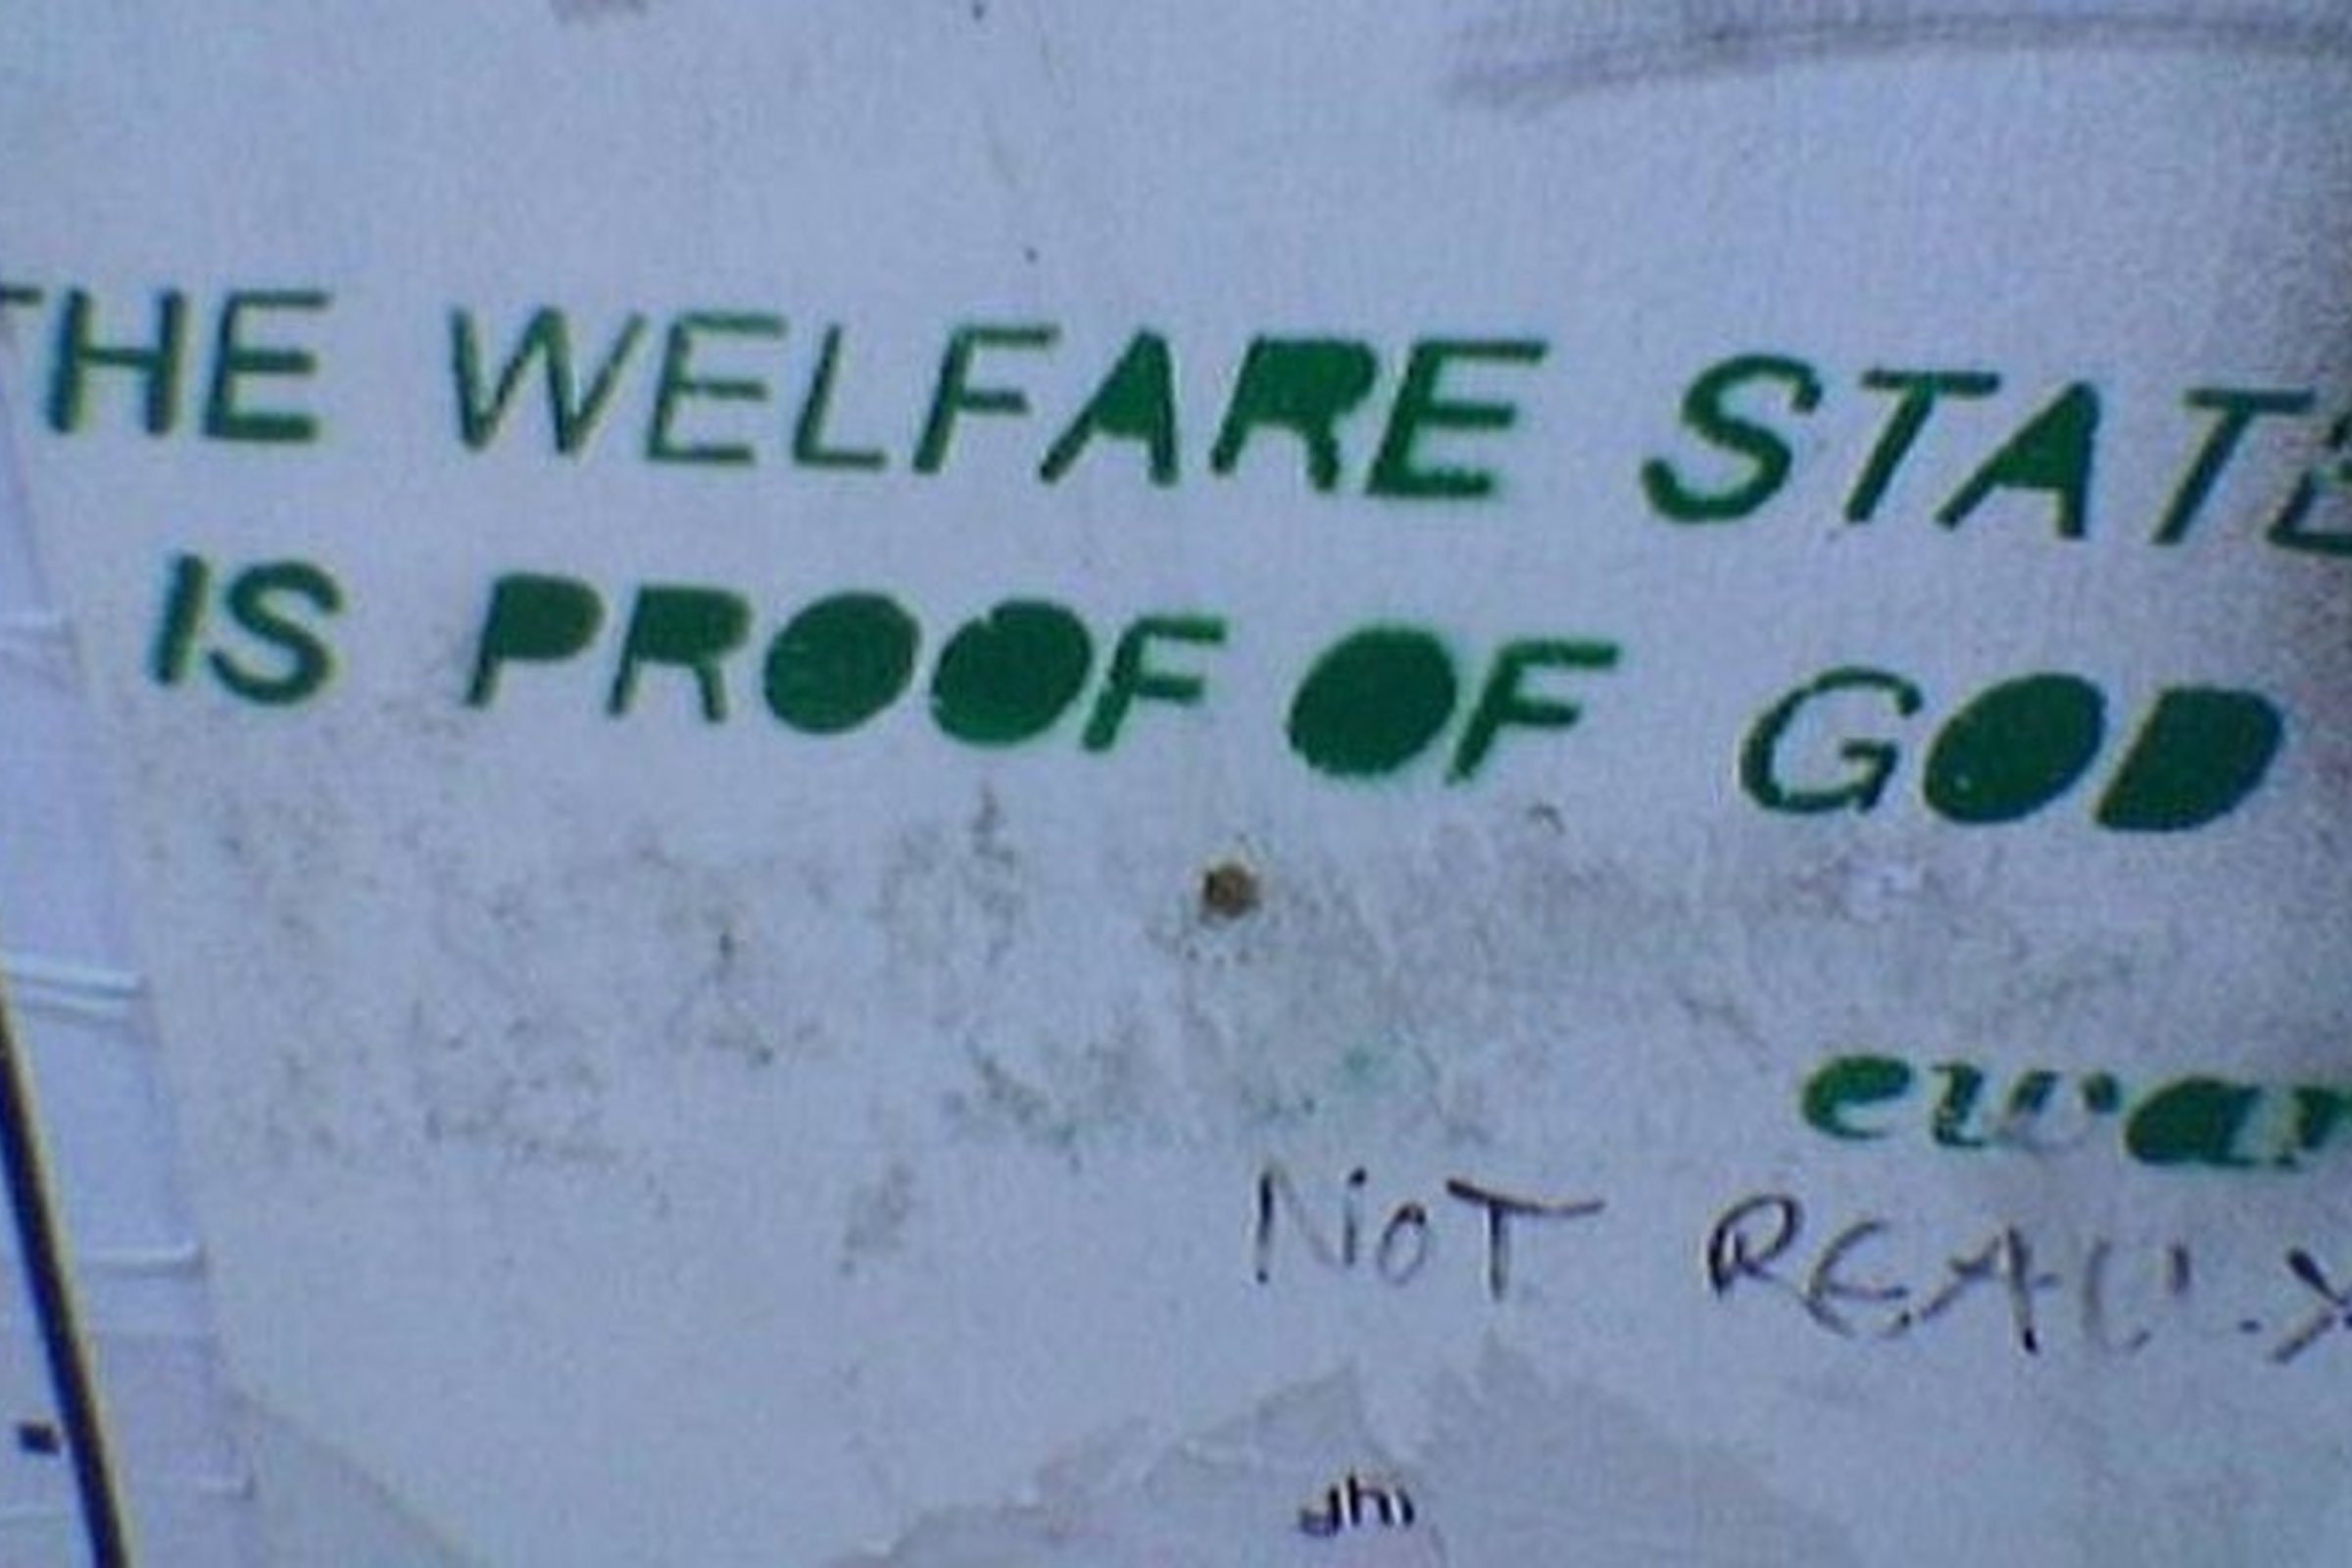 THE WELFARE STATE
IS PROOF OF GOD
NOT REALLY